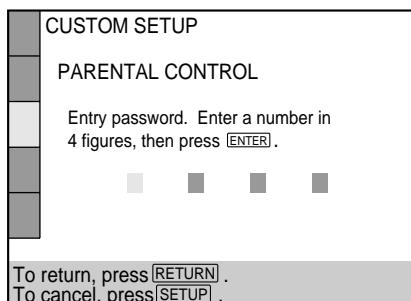 CUSTOM SETUP
PARENTAL CONTROL
Entry password. Enter a number in
4 figures, then press ENTER .
To return, press RETURN .
To cancel, press SETUP .